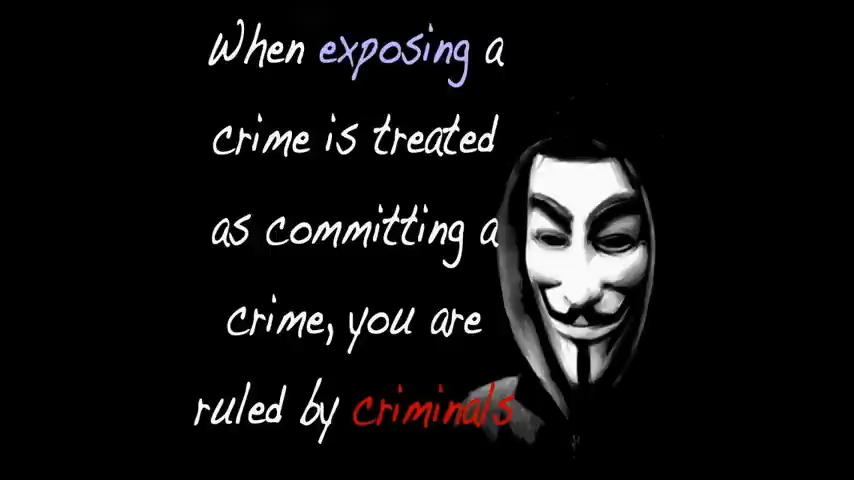 When exposing a
crime is treated
as committing a
crime, you are
ruled by criminals